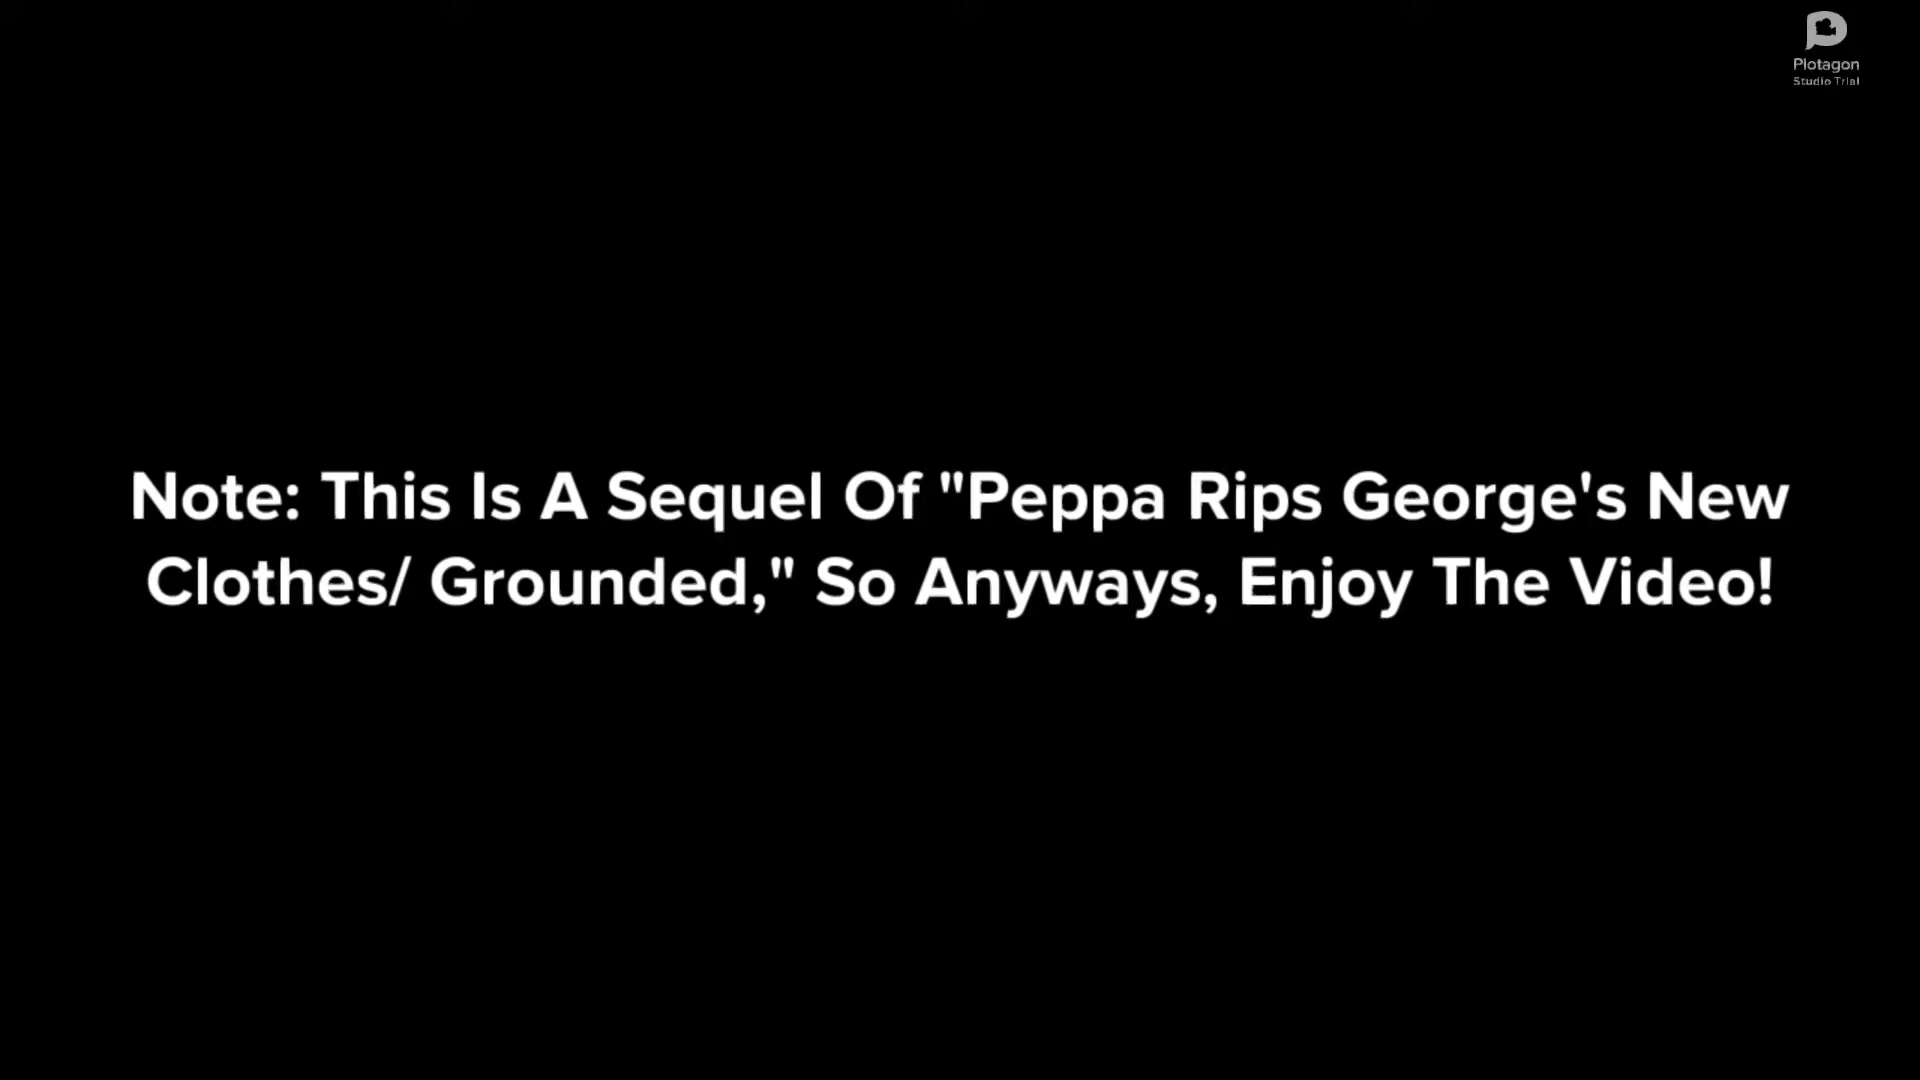 Plotagon
Studio Trial
Note: This Is A Sequel Of "Peppa Rips George's New
Clothes/ Grounded," So Anyways, Enjoy The Video!